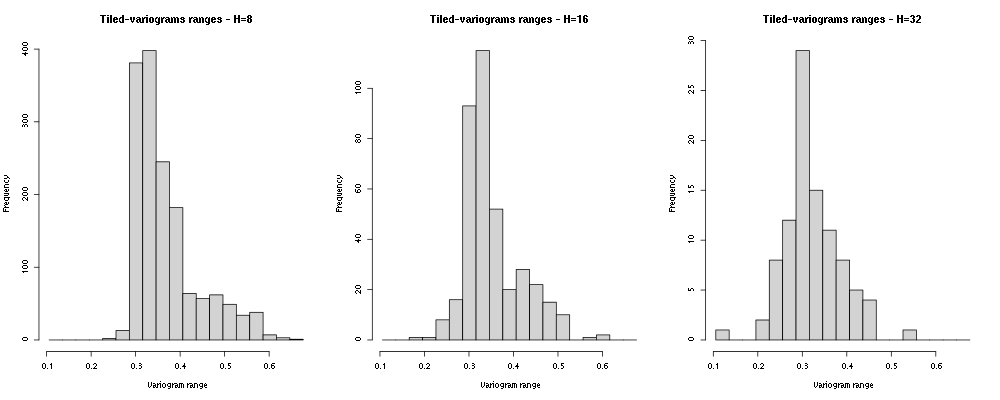 Tiled-variograms ranges - H=8
Tiled-variograms ranges - H=16
Tiled-variograms ranges - H=32
Frequency
0
100
200
300
400
0.1 0.2 0.3 0.4 0.5 0.6
Variogram range
Frequency
0
20
40
60
80
100
0.1 0.2 0.3 0.4 0.5 0.6
Variogram range
Frequency
0
5
10
15
20
25
30
0.1 0.2 0.3 0.4 0.5 0.6
Variogram range